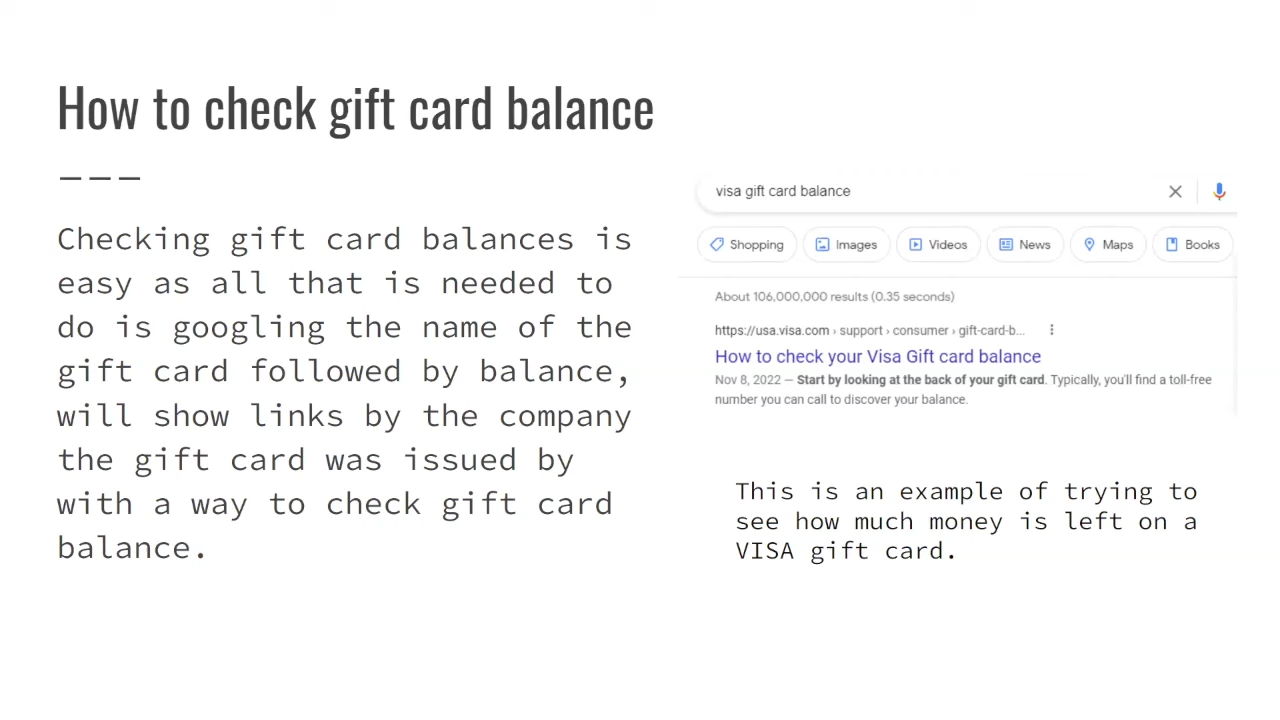 How to check gift card balance
———
Checking gift card balances is
easy as all that is needed to
do is googling the name of the
gift card followed by balance,
will show links by the company
the gift card was issued by
with a way to check gift card
balance.
visa gift card balance
Shopping Images Videos News Maps Books
About 106,000,000 results (0.35 seconds)
https://usa.visa.com › support › consumer › gift-card-b...
How to check your Visa Gift card balance
Nov 8, 2022 — Start by looking at the back of your gift card. Typically, you'll find a toll-free
number you can call to discover your balance.
This is an example of trying to
see how much money is left on a
VISA gift card.